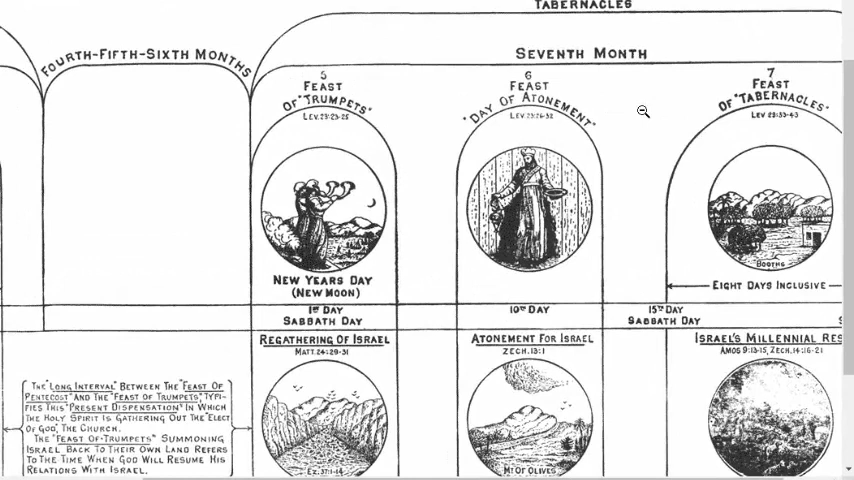 TABERNACLES
FOURTH-FIFTH-SIXTH MONTHS
SEVENTH MONTH
5
FEAST
OF "TRUMPETS"
LEV. 23:23-25
6
FEAST
"DAY OF ATONEMENT"
LEV. 23:26-32
7
FEAST
OF "TABERNACLES"
LEV 23:33-43
NEW YEARS DAY
(NEW MOON)
BOOTHS
EIGHT DAYS INCLUSIVE
1ST DAY
SABBATH DAY
10TH DAY
15TH DAY
SABBATH DAY
REGATHERING OF ISRAEL
MATT. 24:29-31
ATONEMENT FOR ISRAEL
ZECH. 13:1
ISRAEL'S MILLENNIAL RES
AMOS 9:13-15, ZECH. 14:16-21
THE "LONG INTERVAL" BETWEEN THE "FEAST OF
PENTECOST" AND THE "FEAST OF TRUMPETS", TYPI-
FIES THIS "PRESENT DISPENSATION" IN WHICH
THE HOLY SPIRIT IS GATHERING OUT THE "ELECT
OF GOD", THE CHURCH.
THE "FEAST-OF-TRUMPETS" SUMMONING
ISRAEL BACK TO THEIR OWN LAND REFERS
TO THE TIME WHEN GOD WILL RESUME HIS
RELATIONS WITH ISRAEL.
EZ. 37:1-14
MT OF OLIVES